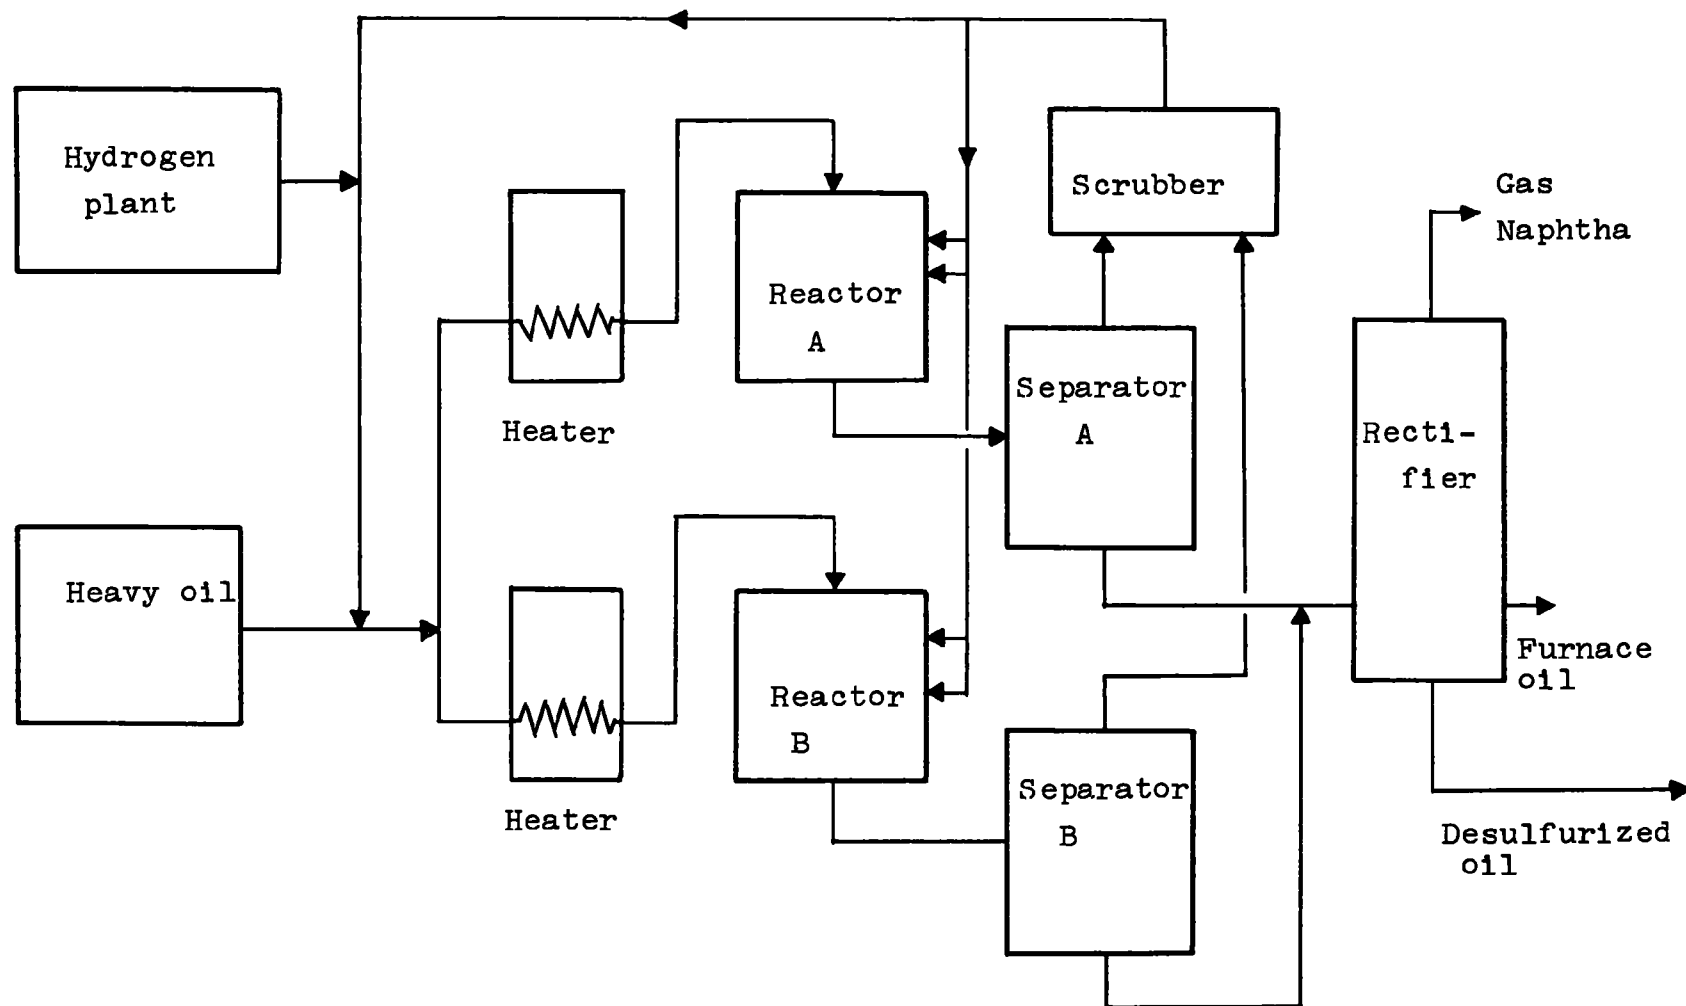 Hydrogen
plant
Heavy oil
Heater
Heater
Reactor
A
Reactor
B
Separator
A
Separator
B
Scrubber
Recti-
fier
Gas
Naphtha
Furnace
oil
Desulfurized
oil